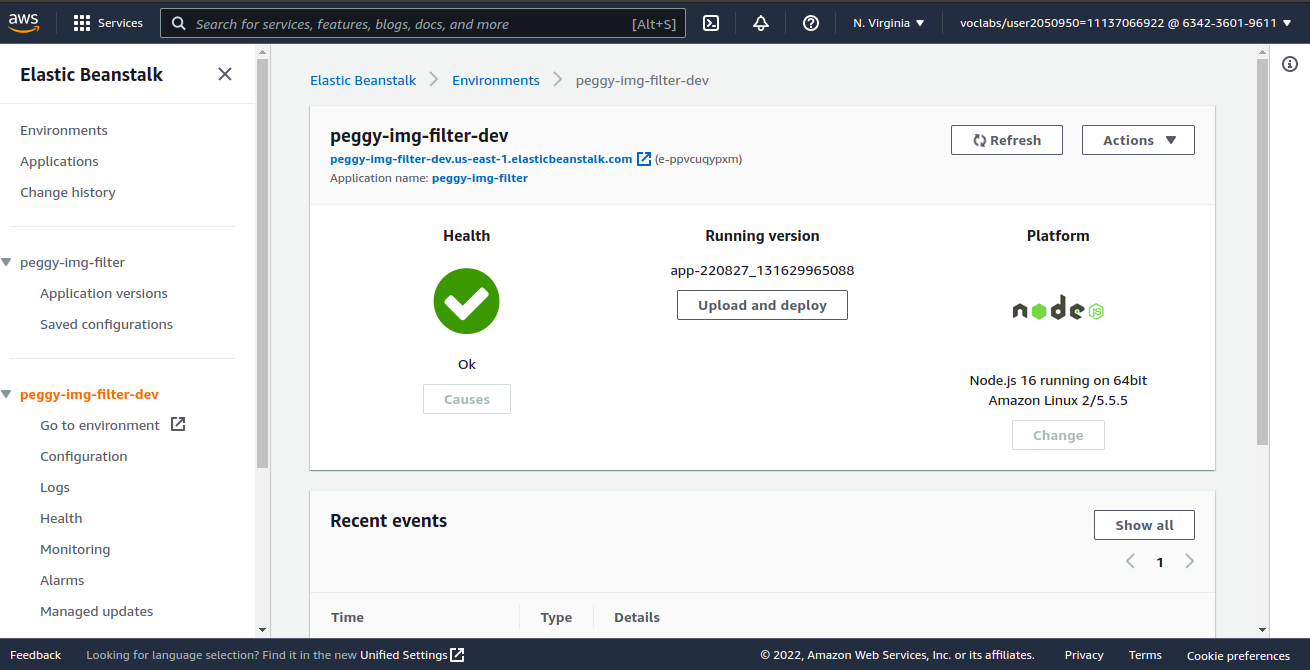 aws
Services
Search for services, features, blogs, docs, and more
[Alt+S]
N. Virginia
voclabs/user2050950=11137066922 @ 6342-3601-9611
Elastic Beanstalk
Environments
Applications
Change history
peggy-img-filter
Application versions
Saved configurations
peggy-img-filter-dev
Go to environment
Configuration
Logs
Health
Monitoring
Alarms
Managed updates
Elastic Beanstalk
Environments
peggy-img-filter-dev
peggy-img-filter-dev
peggy-img-filter-dev.us-east-1.elasticbeanstalk.com (e-ppvcuqypxm)
Application name: peggy-img-filter
Refresh
Actions
Health
Ok
Causes
Running version
app-220827_131629965088
Upload and deploy
Platform
node JS
Node.js 16 running on 64bit
Amazon Linux 2/5.5.5
Change
Recent events
Show all
1
Time
Type
Details
Feedback
Looking for language selection? Find it in the new Unified Settings
© 2022, Amazon Web Services, Inc. or its affiliates.
Privacy
Terms
Cookie preferences